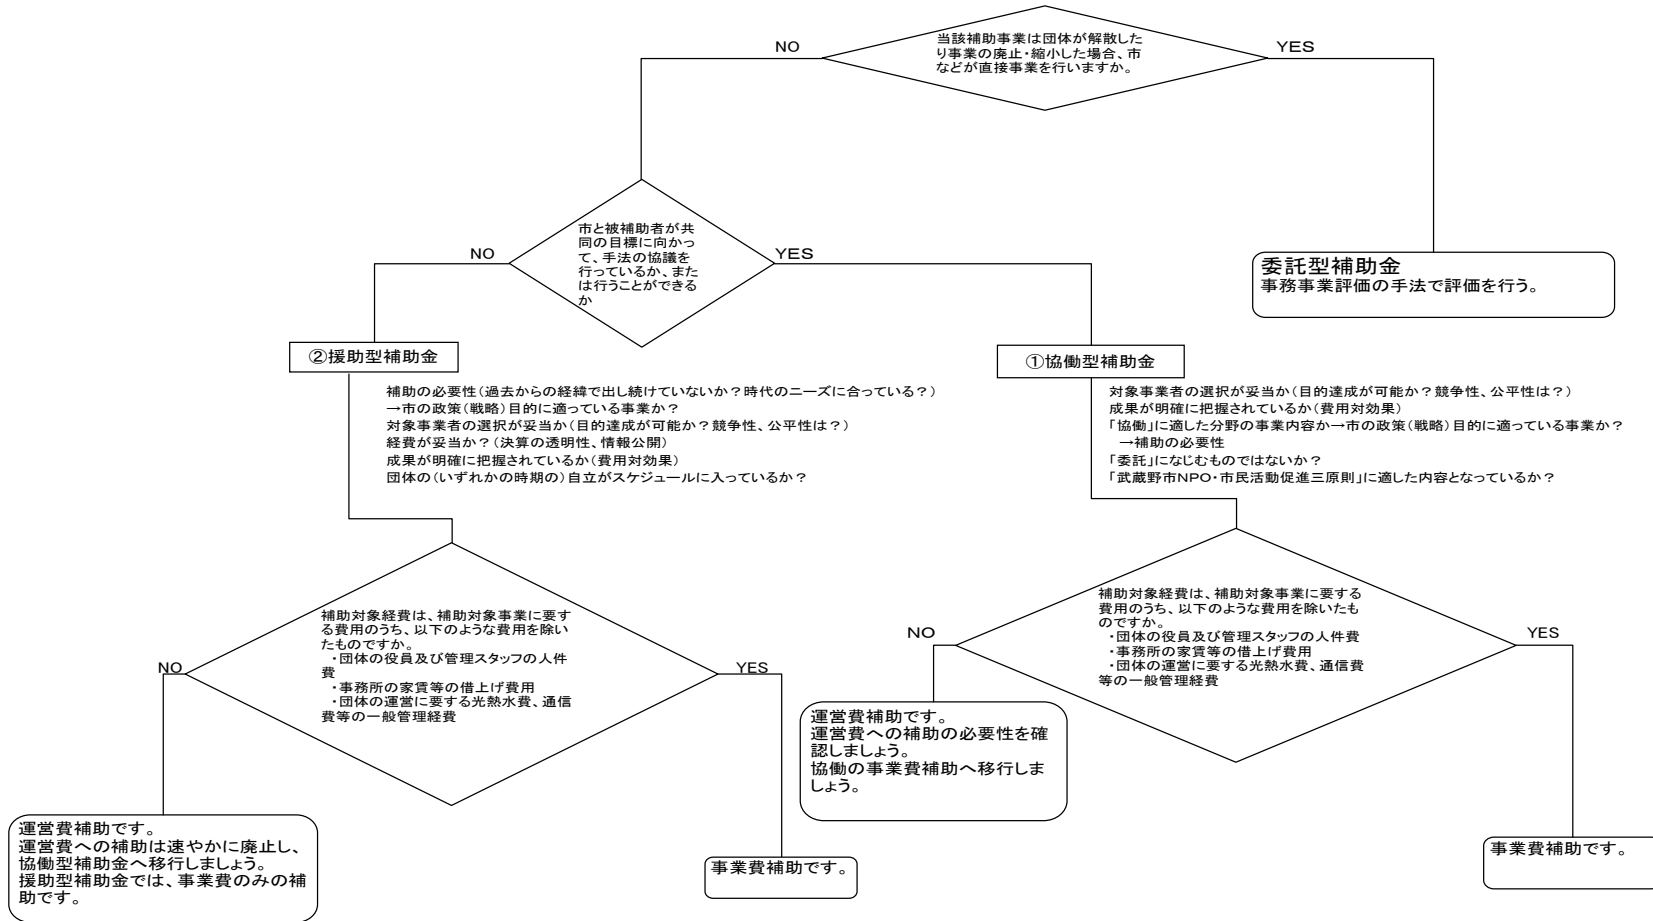 当該補助事業は団体が解散した
り事業の廃止・縮小した場合、市
などが直接事業を行いますか。
NO
YES
市と被補助者が共
同の目標に向かっ
て、手法の協議を
行っているか、また
は行うことができる
か
NO
YES
委託型補助金
事務事業評価の手法で評価を行う。
②援助型補助金
①協働型補助金
補助の必要性(過去からの経緯で出し続けていないか？時代のニーズに合っている？)
→市の政策(戦略)目的に適っている事業か？
対象事業者の選択が妥当か(目的達成が可能か？競争性、公平性は？)
経費が妥当か？(決算の透明性、情報公開)
成果が明確に把握されているか(費用対効果)
団体の(いずれかの時期の)自立がスケジュールに入っているか？
対象事業者の選択が妥当か(目的達成が可能か？競争性、公平性は？)
成果が明確に把握されているか(費用対効果)
「協働」に適した分野の事業内容か→市の政策(戦略)目的に適っている事業か？
→補助の必要性
「委託」になじむものではないか？
「武蔵野市NPO・市民活動促進三原則」に適した内容となっているか？
補助対象経費は、補助対象事業に要す
る費用のうち、以下のような費用を除い
たものですか。
・団体の役員及び管理スタッフの人件
費
・事務所の家賃等の借上げ費用
・団体の運営に要する光熱水費、通信
費等の一般管理経費
NO
YES
補助対象経費は、補助対象事業に要する
費用のうち、以下のような費用を除いたも
のですか。
・団体の役員及び管理スタッフの人件費
・事務所の家賃等の借上げ費用
・団体の運営に要する光熱水費、通信費
等の一般管理経費
NO
YES
運営費補助です。
運営費への補助の必要性を確
認しましょう。
協働の事業費補助へ移行しま
しょう。
運営費補助です。
運営費への補助は速やかに廃止し、
協働型補助金へ移行しましょう。
援助型補助金では、事業費のみの補
助です。
事業費補助です。
事業費補助です。